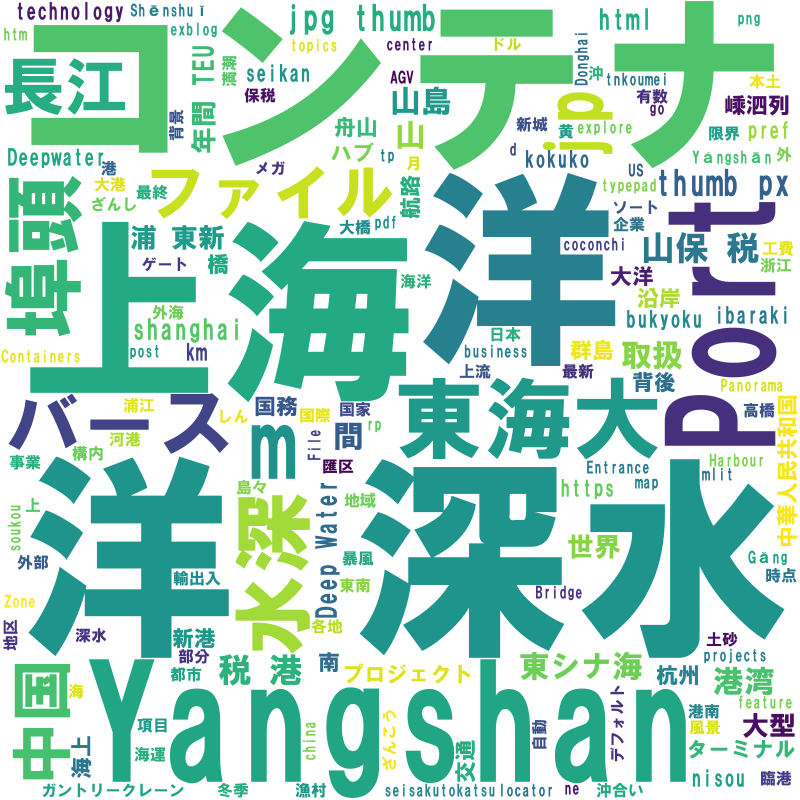 technology
Shēnshuǐ
jpg thumb
html
png
htm
exblog
topics
center
ドル
Donghai
沖
本土
コンテナ
長江
年間
TEU
満潮
seikan
AGV
tnkoumei
有数
嵊泗列
背景
保税
山島
新城
黄
explore
go
限界
pref
jp
Deepwater
舟山
山
ハブ
tp
月
kokuko
d
US
Yángshān
外
港
メガ
大港
最終
ざんし
ファイル
航路
typepad
thumb px
ソート
企業
port
埠頭
浦 東新
大橋
pdf
coconchi
山保 税
工費
浙江
ゲート
橋
上海
洋
海洋
大洋
外海
shanghai
沿岸
bukyoku
ibaraki
Containers
post
km
日本
business
群島
取扱
上流
最新
背後
Panorama
バース
浦江
しん
国務
国際
国家
rp
東海大
高橋
中華人民共和国
河港
構内
事業
m
間
File
匯区
Entrance
map
Harbour
mlit
島々
地域
https
洋
深水
水深
Deep Water
soukou
上
外部
輸出入
暴風
世界
Gǎng
時点
東南
Bridge
Zone
地区
深水
新港
部分
各地
土砂
projects
中国
税 港
都市
南
プロジェクト
東シナ海
杭州
港湾
feature
海
Yangshan
港南
風景
大型
項目
海上
海運
china
ざんこう
交通
自動
デフォルト
ターミナル
nisou
臨港
ガントリークレーン
冬季
漁村
seisakutokatsu
locator
ne
沖合い